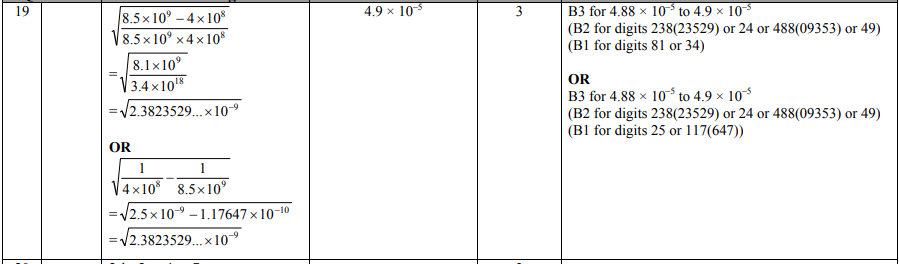 19
√((8.5 × 10⁹ – 4 × 10⁸)/(8.5 × 10⁹ × 4 × 10⁸))
= √((8.1 × 10⁹)/(3.4 × 10¹⁸))
= √(2.3823529... × 10⁻⁹)
OR
√(1/(4 × 10⁸) – 1/(8.5 × 10⁹))
= √(2.5 × 10⁻⁹ – 1.17647 × 10⁻¹⁰)
= √(2.3823529... × 10⁻⁹)
4.9 × 10⁻⁵
3
B3 for 4.88 × 10⁻⁵ to 4.9 × 10⁻⁵
(B2 for digits 238(23529) or 24 or 488(09353) or 49)
(B1 for digits 81 or 34)
OR
B3 for 4.88 × 10⁻⁵ to 4.9 × 10⁻⁵
(B2 for digits 238(23529) or 24 or 488(09353) or 49)
(B1 for digits 25 or 117(647))